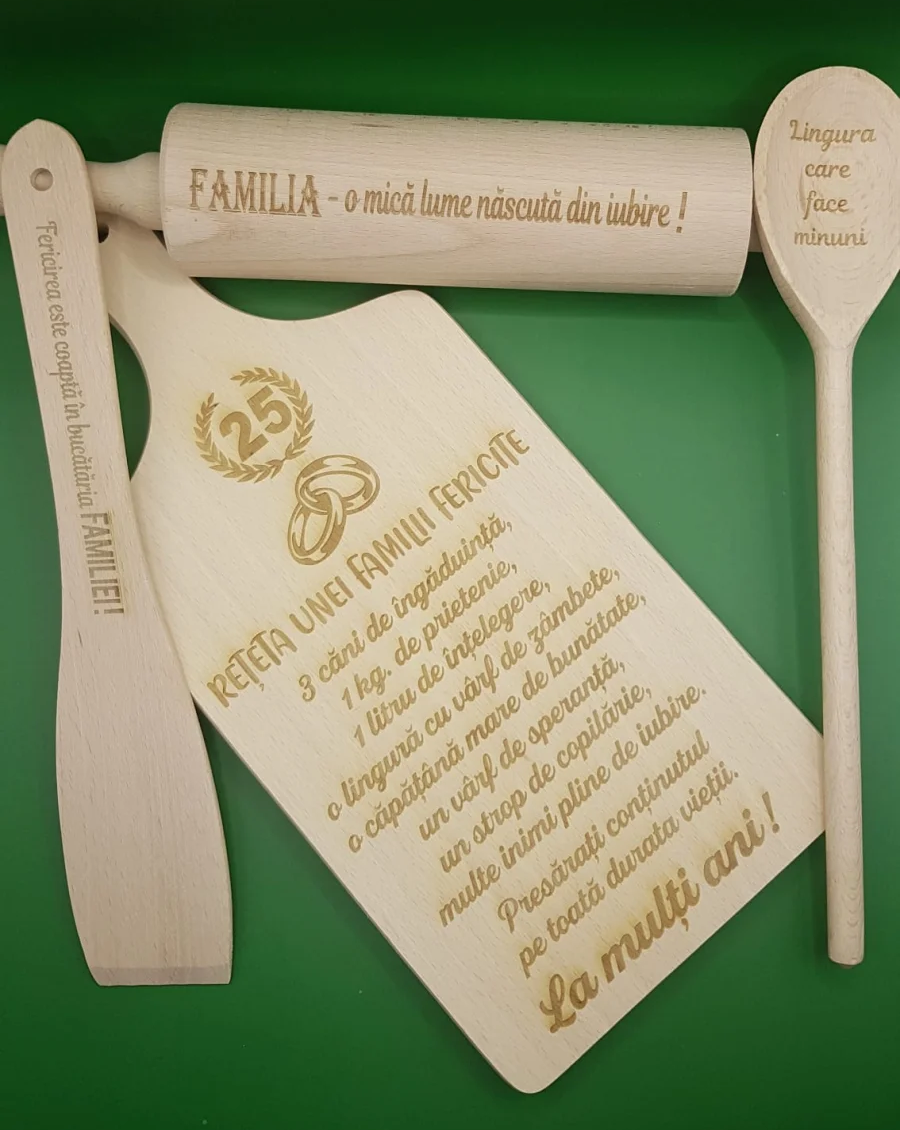 FAMILIA - o mică lume născută din iubire !
Lingura
care
face
minuni
Fericirea este coaptă în bucătăria FAMILIEI!
25
REȚETA UNEI FAMILII FERICITE
3 căni de îngăduință,
1 kg. de prietenie,
1 litru de înțelegere,
o lingură cu vârf de zâmbete,
o căpățână mare de bunătate,
un vârf de speranță,
un strop de copilărie,
multe inimi pline de iubire.
Presărați conținutul
pe toată durata vieții.
La mulți ani !